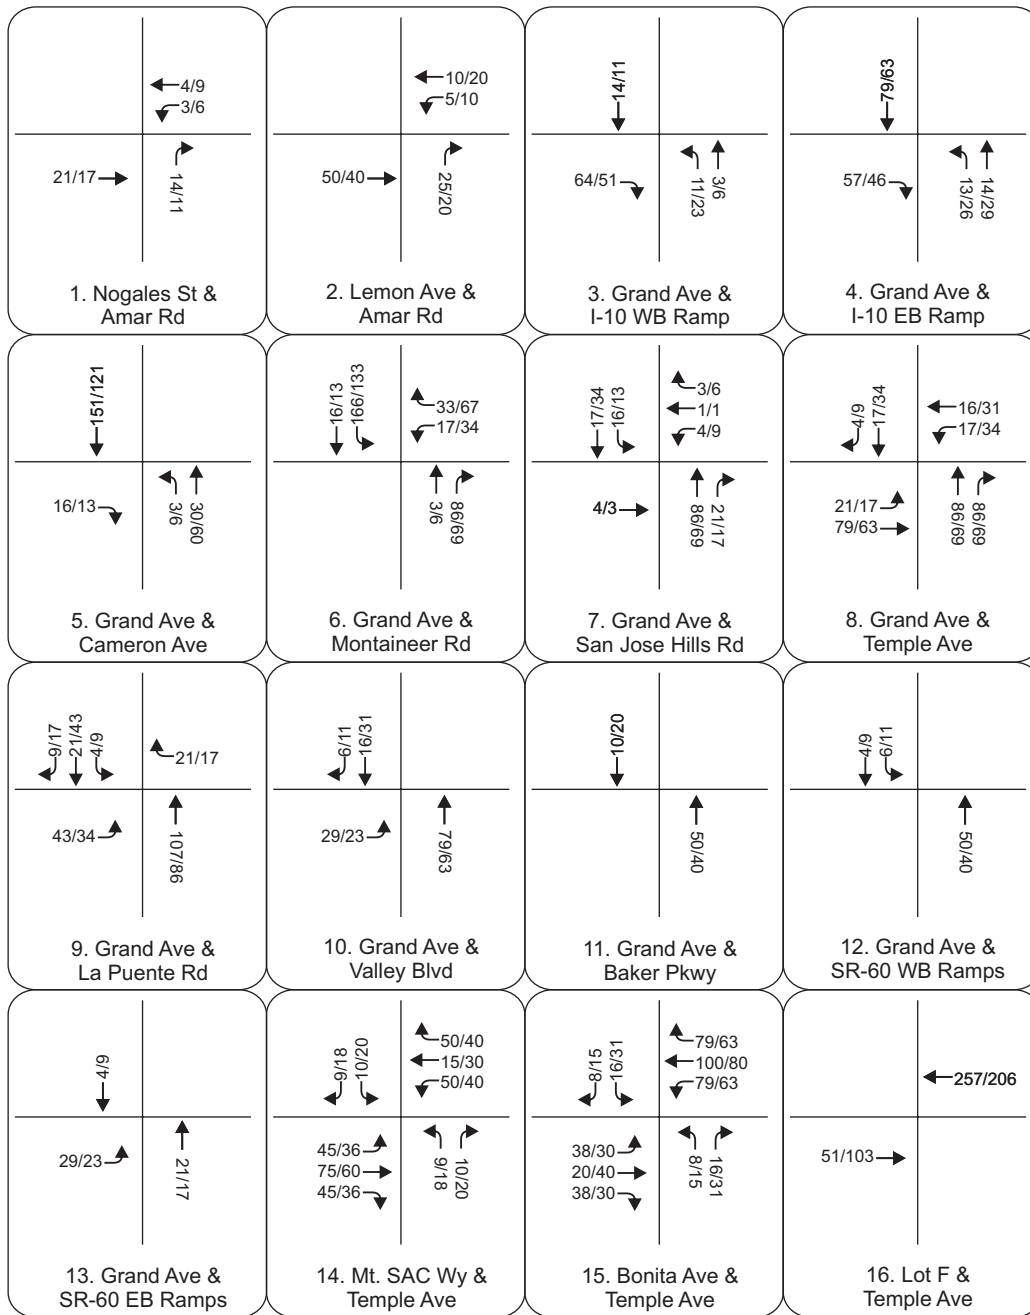 4/9
3/6
21/17
14/11
1. Nogales St &
Amar Rd
10/20
5/10
50/40
25/20
2. Lemon Ave &
Amar Rd
14/11
64/51
11/23
3/6
3. Grand Ave &
I-10 WB Ramp
79/63
57/46
13/26
14/29
4. Grand Ave &
I-10 EB Ramp
151/121
16/13
3/6
30/60
5. Grand Ave &
Cameron Ave
16/13
166/133
33/67
17/34
3/6
86/69
6. Grand Ave &
Montaineer Rd
17/34
16/13
3/6
1/1
4/9
4/3
86/69
21/17
7. Grand Ave &
San Jose Hills Rd
4/9
17/34
16/31
17/34
21/17
79/63
86/69
86/69
8. Grand Ave &
Temple Ave
9/17
21/43
4/9
21/17
43/34
107/86
9. Grand Ave &
La Puente Rd
6/11
16/31
29/23
79/63
10. Grand Ave &
Valley Blvd
10/20
50/40
11. Grand Ave &
Baker Pkwy
4/9
6/11
50/40
12. Grand Ave &
SR-60 WB Ramps
4/9
29/23
21/17
13. Grand Ave &
SR-60 EB Ramps
9/18
10/20
50/40
15/30
50/40
45/36
75/60
45/36
9/18
10/20
14. Mt. SAC Wy &
Temple Ave
8/15
16/31
79/63
100/80
79/63
38/30
20/40
38/30
8/15
16/31
15. Bonita Ave &
Temple Ave
257/206
51/103
16. Lot F &
Temple Ave